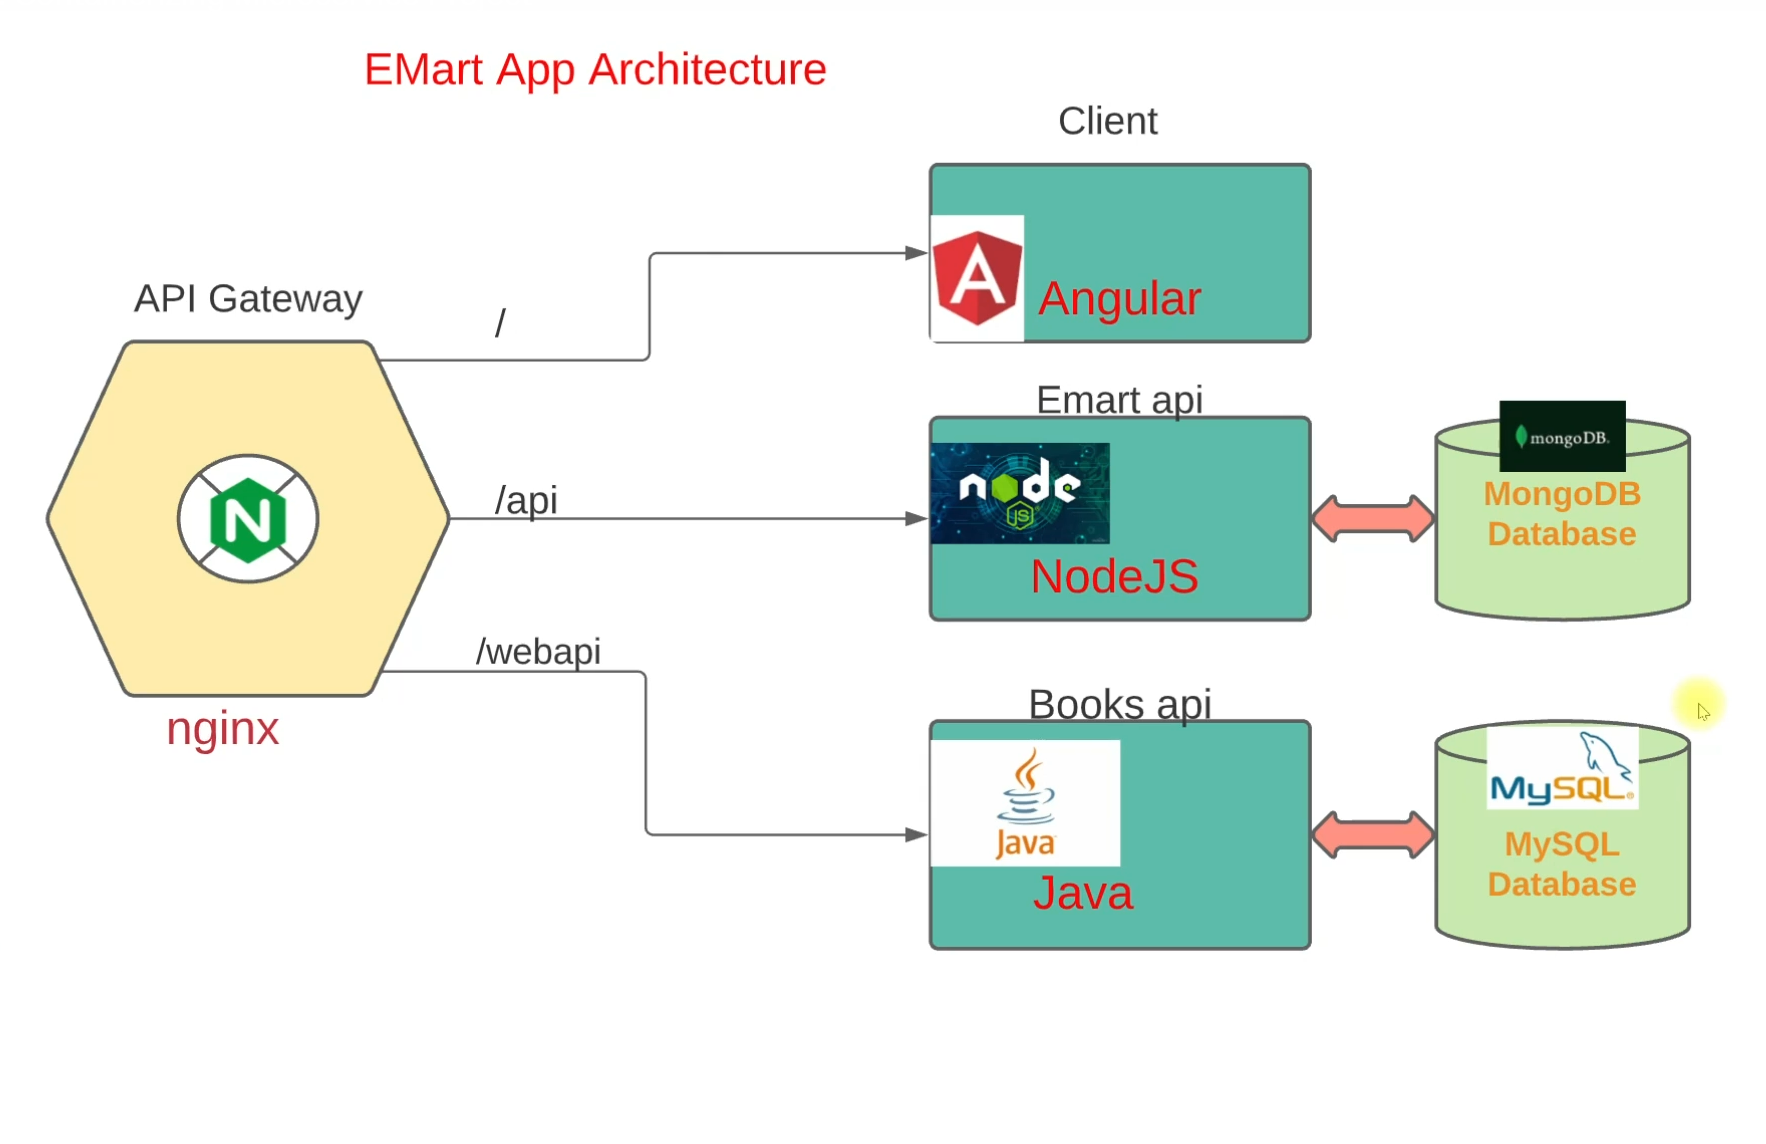 EMart App Architecture
Client
Angular
API Gateway
/
Emart api
mongoDB.
MongoDB
Database
node
JS
/api
NodeJS
/webapi
nginx
N
Books api
Java
Java
MySQL®
MySQL
Database